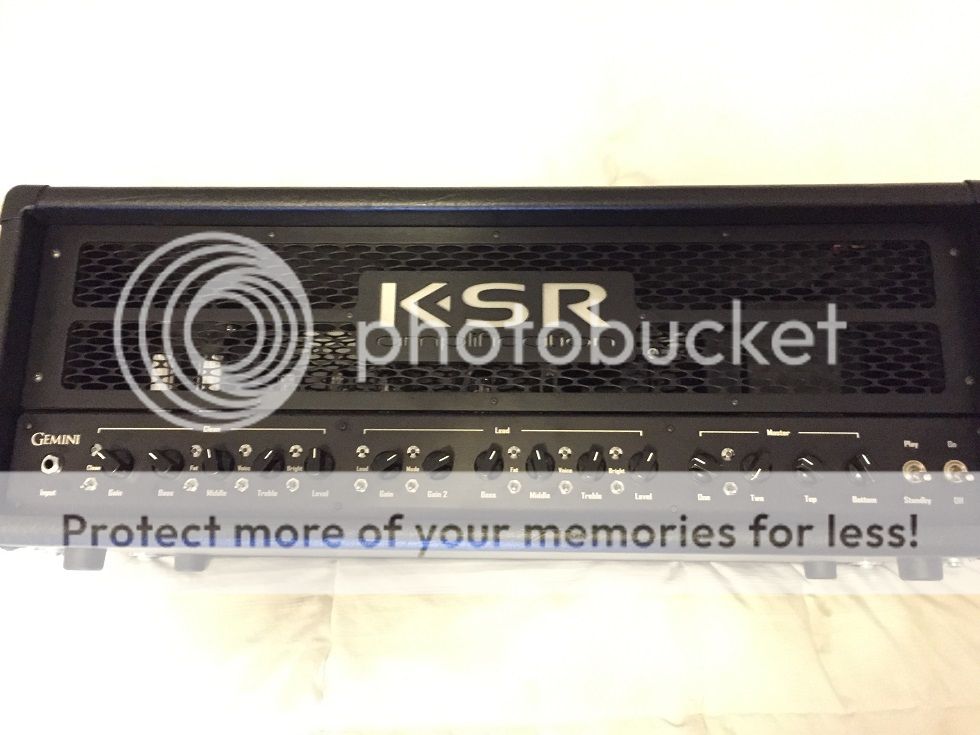 KSR
amplification
photobucket
GEMINI
Clean
Lead
Master
Play
On
Clean
Fat
Voice
Bright
Lead
Mode
Fat
Voice
Bright
Input
Gain
Bass
Middle
Treble
Level
Gain
Gain 2
Bass
Middle
Treble
Level
One
Two
Top
Bottom
Standby
Off
Protect more of your memories for less!